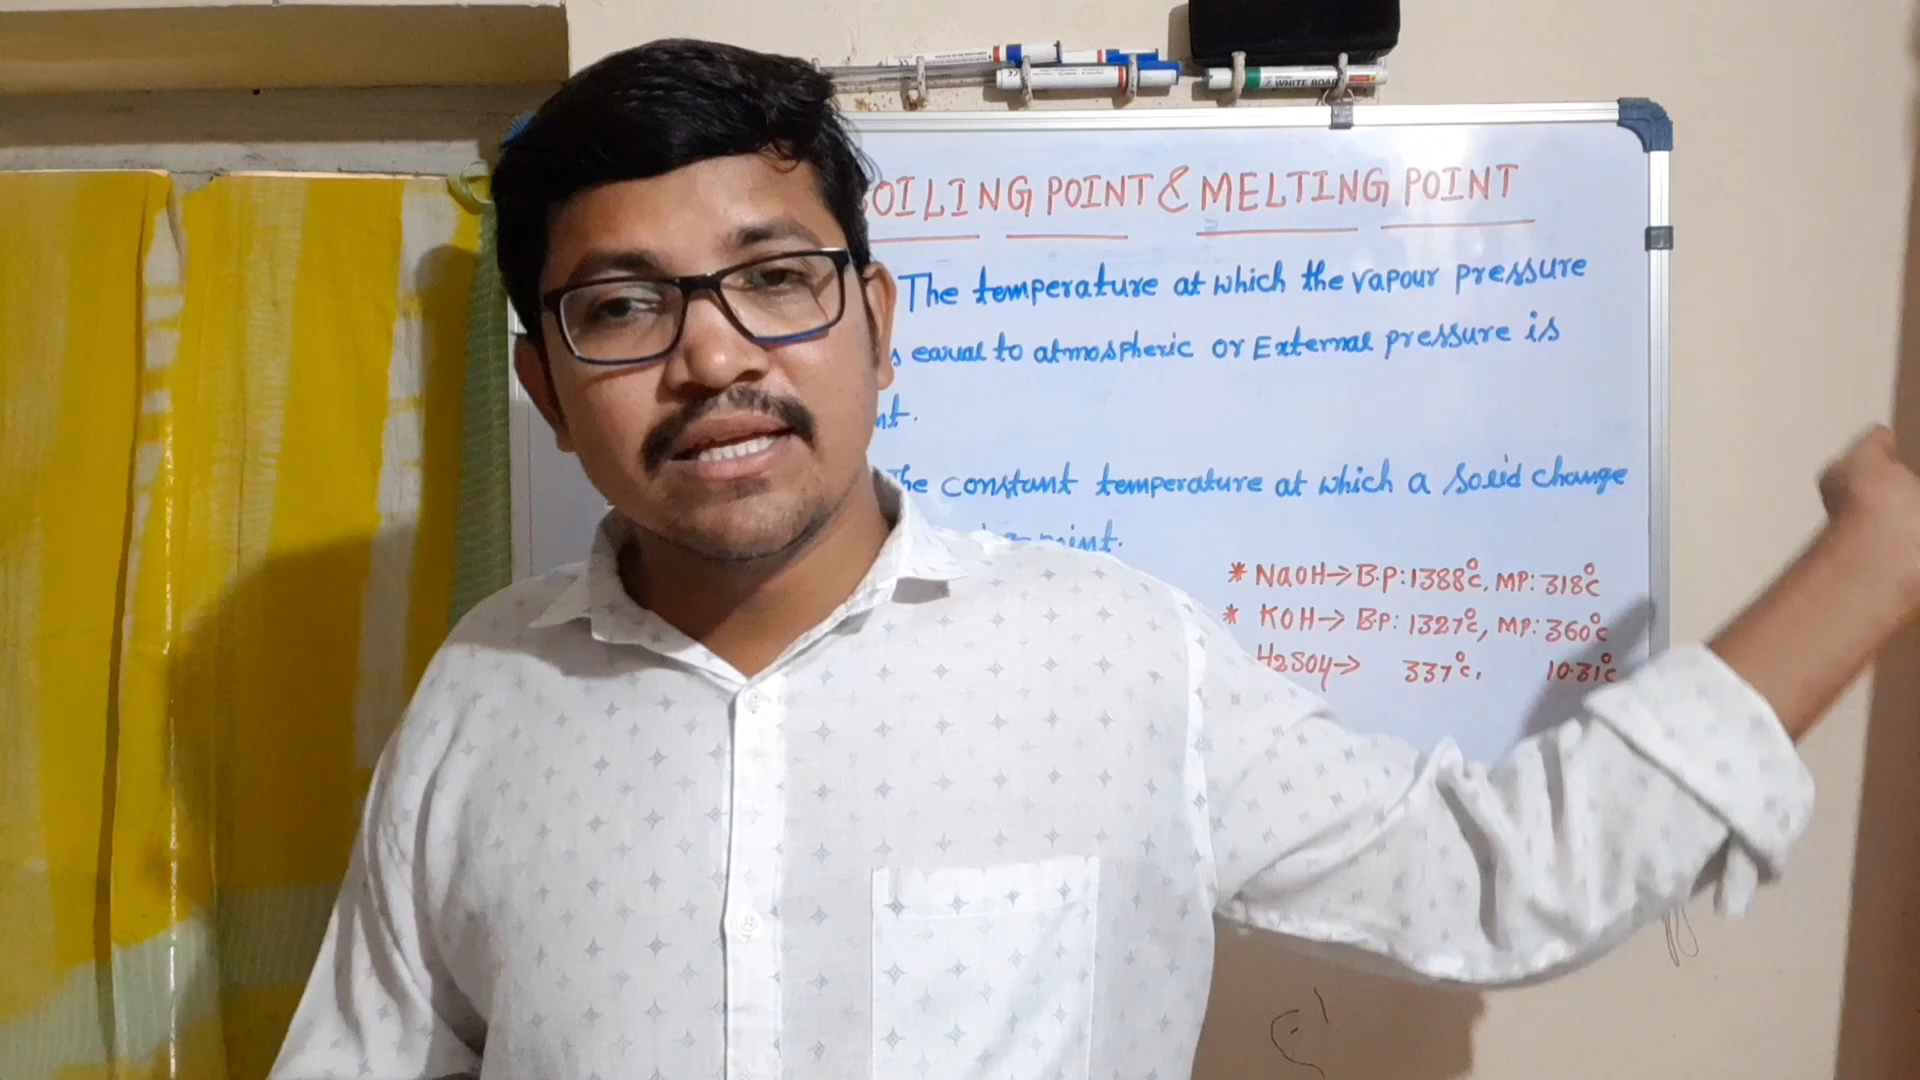 WHITE BOAR
OILING POINT & MELTING POINT
The temperature at which the vapour pressure
s eaual to atmospheric or External pressure is
nt.
he constant temperature at which a solid change
point.
* NaOH→B.P:1388°c, MP:318°c
* KOH→B.P: 1327°c, MP:360°c
H2SO4→ 337°c, 10.31°c